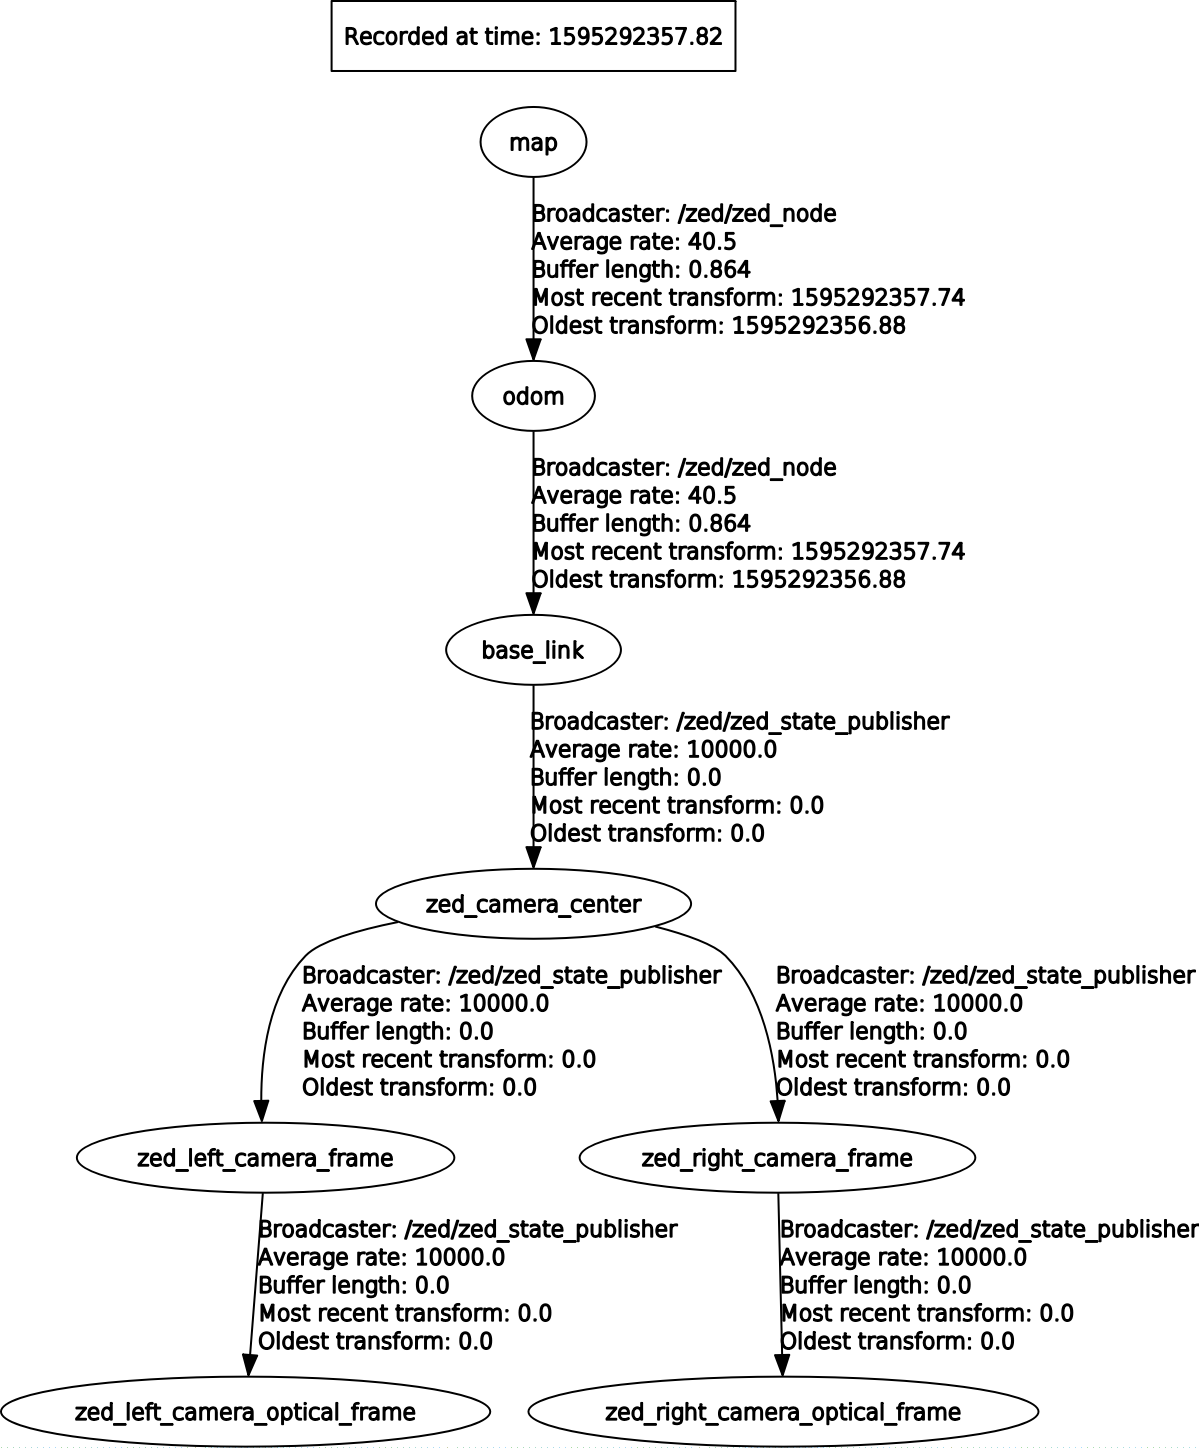 Recorded at time: 1595292357.82
map
Broadcaster: /zed/zed_node
Average rate: 40.5
Buffer length: 0.864
Most recent transform: 1595292357.74
Oldest transform: 1595292356.88
odom
Broadcaster: /zed/zed_node
Average rate: 40.5
Buffer length: 0.864
Most recent transform: 1595292357.74
Oldest transform: 1595292356.88
base_link
Broadcaster: /zed/zed_state_publisher
Average rate: 10000.0
Buffer length: 0.0
Most recent transform: 0.0
Oldest transform: 0.0
zed_camera_center
Broadcaster: /zed/zed_state_publisher
Average rate: 10000.0
Buffer length: 0.0
Most recent transform: 0.0
Oldest transform: 0.0
Broadcaster: /zed/zed_state_publisher
Average rate: 10000.0
Buffer length: 0.0
Most recent transform: 0.0
Oldest transform: 0.0
zed_left_camera_frame
zed_right_camera_frame
Broadcaster: /zed/zed_state_publisher
Average rate: 10000.0
Buffer length: 0.0
Most recent transform: 0.0
Oldest transform: 0.0
Broadcaster: /zed/zed_state_publisher
Average rate: 10000.0
Buffer length: 0.0
Most recent transform: 0.0
Oldest transform: 0.0
zed_left_camera_optical_frame
zed_right_camera_optical_frame